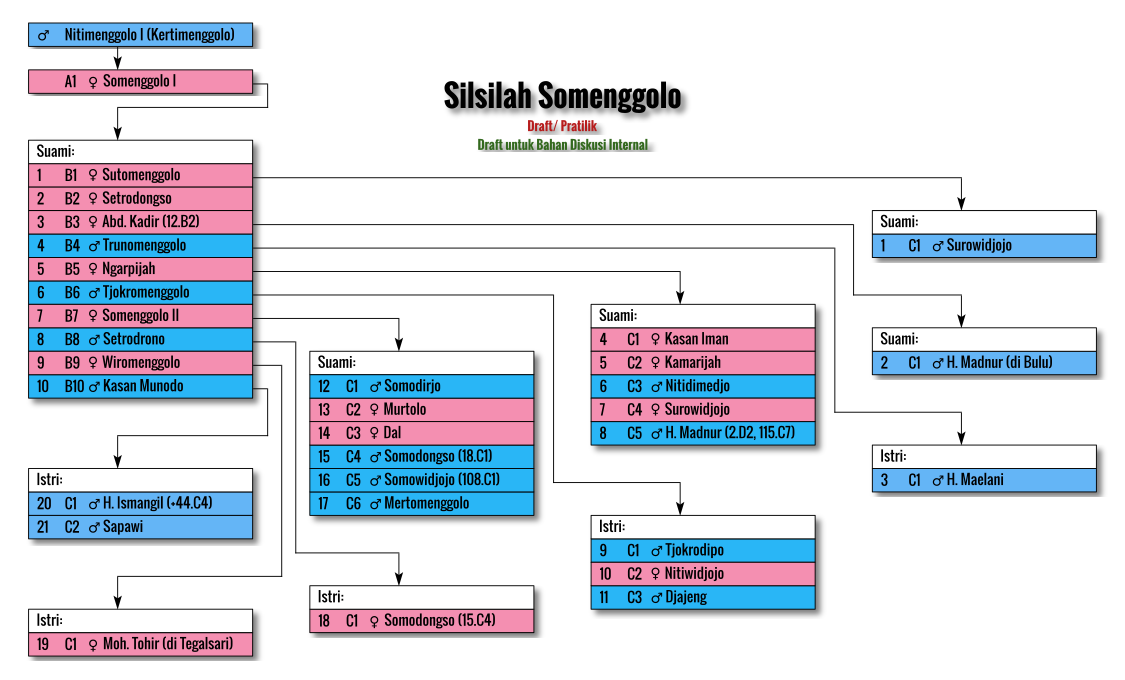 ♂ Nitimenggolo I (Kertimenggolo)
A1 ♀ Somenggolo I
Silsilah Somenggolo
Draft/ Pratilik
Draft untuk Bahan Diskusi Internal
Suami:
1 B1 ♀ Sutomenggolo
2 B2 ♀ Setrodongso
3 B3 ♀ Abd. Kadir (12.B2)
4 B4 ♂ Trunomenggolo
5 B5 ♀ Ngarpijah
6 B6 ♂ Tjokromenggolo
7 B7 ♀ Somenggolo II
8 B8 ♂ Setrodrono
9 B9 ♀ Wiromenggolo
10 B10 ♂ Kasan Munodo
Suami:
1 C1 ♂ Surowidjojo
Suami:
2 C1 ♂ H. Madnur (di Bulu)
Istri:
3 C1 ♂ H. Maelani
Suami:
4 C1 ♀ Kasan Iman
5 C2 ♀ Kamarijah
6 C3 ♂ Nitidimedjo
7 C4 ♀ Surowidjojo
8 C5 ♂ H. Madnur (2.D2, 115.C7)
Istri:
9 C1 ♂ Tjokrodipo
10 C2 ♀ Nitiwidjojo
11 C3 ♂ Djajeng
Suami:
12 C1 ♂ Somodirjo
13 C2 ♀ Murtolo
14 C3 ♀ Dal
15 C4 ♂ Somodongso (18.C1)
16 C5 ♂ Somowidjojo (108.C1)
17 C6 ♂ Mertomenggolo
Istri:
18 C1 ♀ Somodongso (15.C4)
Istri:
19 C1 ♀ Moh. Tohir (di Tegalsari)
Istri:
20 C1 ♂ H. Ismangil (+44.C4)
21 C2 ♂ Sapawi